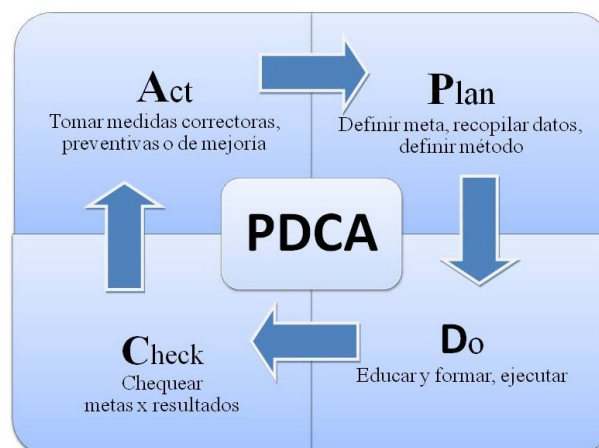 Act
Tomar medidas correctoras,
preventivas o de mejoría
Plan
Definir meta, recopilar datos,
definir método
PDCA
Check
Chequear
metas x resultados
Do
Educar y formar, ejecutar